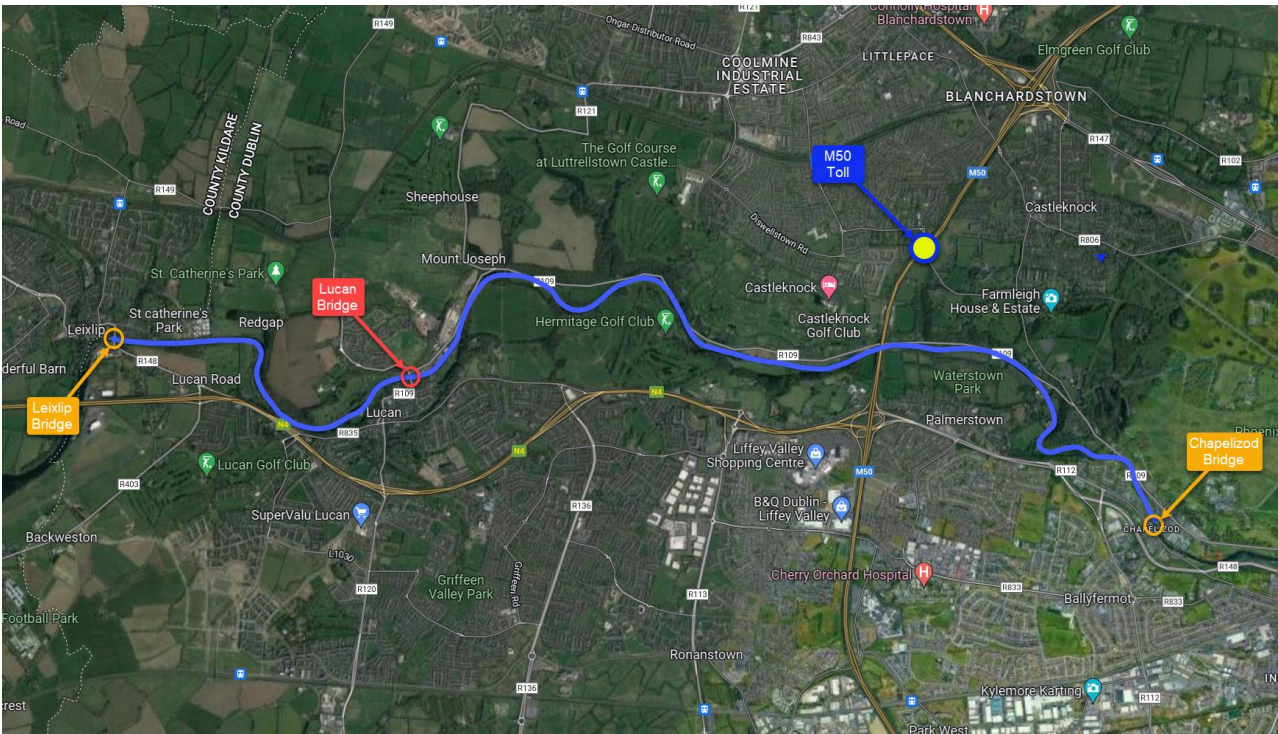 R149
R121
Connolly Hospital
Blanchardstown
Ongar Distributor Road
R843
LITTLEPACE
Elmgreen Golf Club
COOLMINE
INDUSTRIAL
ESTATE
BLANCHARDSTOWN
R121
Road
COUNTY KILDARE
COUNTY DUBLIN
The Golf Course
at Luttrellstown Castle...
R147
R102
M50
Toll
M50
R149
Sheephouse
Castleknock
Diswellstown Rd
R806
Mount Joseph
St. Catherine's Park
Lucan
Bridge
R109
Castleknock
Farmleigh
House & Estate
St catherine's
Park
Redgap
Leixlip
Hermitage Golf Club
Castleknock
Golf Club
R148
R109
R109
derful Barn
Lucan Road
Waterstown
Park
R109
N4
Leixlip
Bridge
Lucan
Palmerstown
N4
R835
Phoenix
Chapelizod
Bridge
N4
Liffey Valley
Shopping Centre
Lucan Golf Club
M50
R112
R109
R403
R136
B&Q Dublin -
Liffey Valley
SuperValu Lucan
CHAPELIZOD
Backweston
L1030
R148
Griffeen
Valley Park
Griffeen Rd
Cherry Orchard Hospital
R120
R113
R833
Ballyfermot
R833
Football Park
Ronanstown
IN
R136
Kylemore Karting
R112
crest
Park West